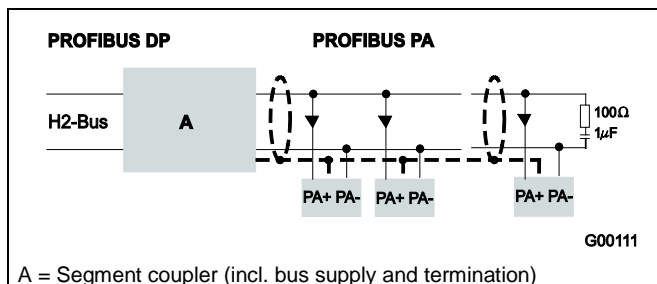 PROFIBUS DP PROFIBUS PA
H2-Bus A 100Ω
1μF
PA+ PA- PA+ PA- PA+ PA-
G00111
A = Segment coupler (incl. bus supply and termination)